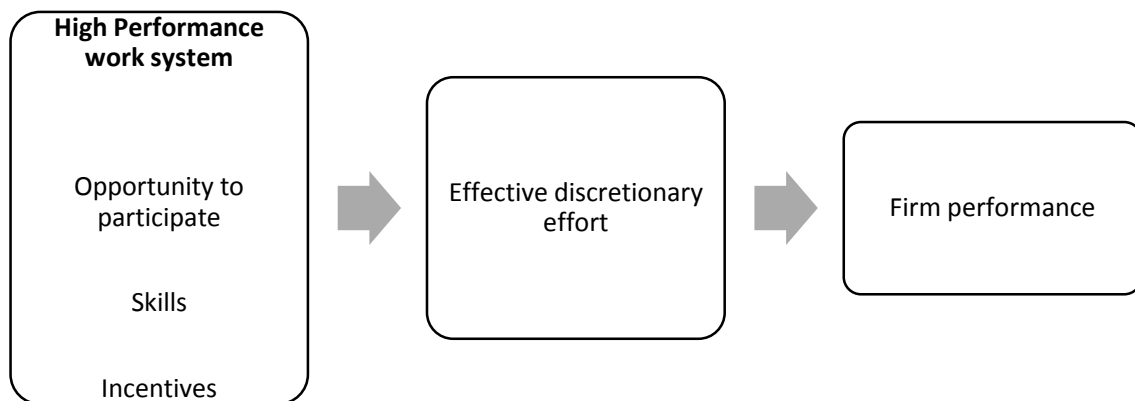 High Performance
work system
Opportunity to
participate
Skills
Incentives
Effective discretionary
effort
Firm performance